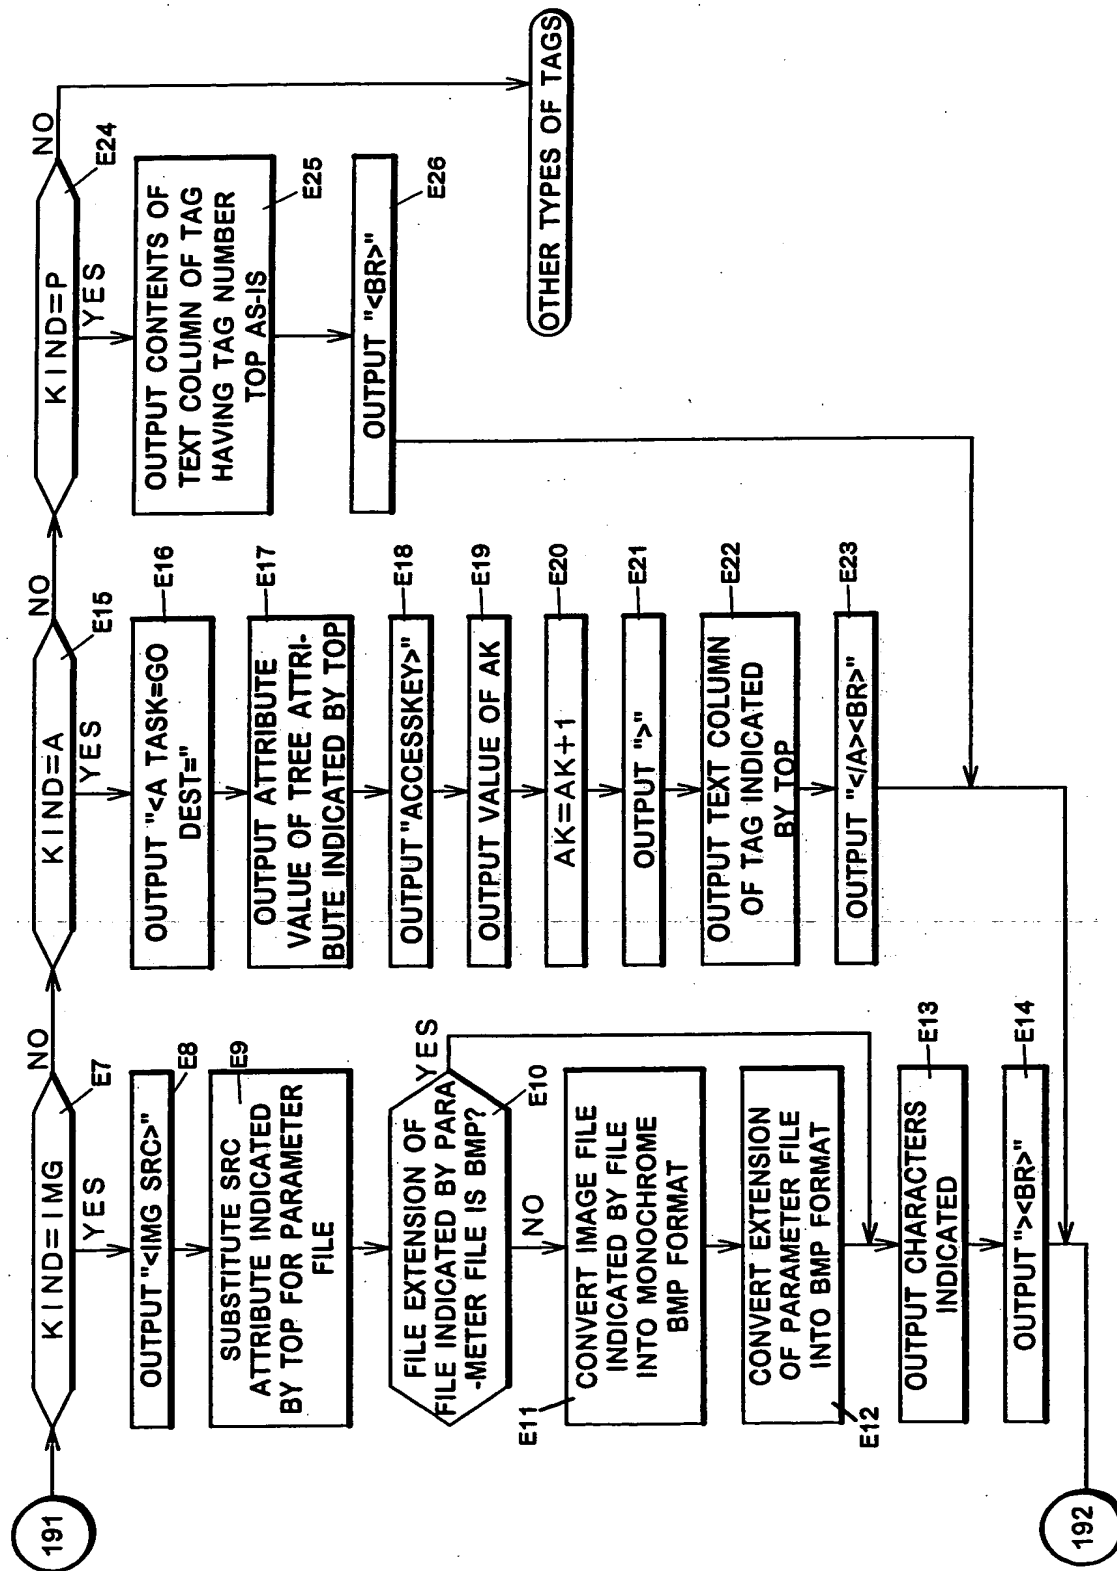 191
KIND=IMG
E7
NO
YES
OUTPUT "<IMG SRC>"
E8
E9
SUBSTITUTE SRC
ATTRIBUTE INDICATED
BY TOP FOR PARAMETER
FILE
FILE EXTENSION OF
FILE INDICATED BY PARA
-METER FILE IS BMP?
E10
YES
NO
CONVERT IMAGE FILE
INDICATED BY FILE
INTO MONOCHROME
BMP FORMAT
E11
CONVERT EXTENSION
OF PARAMETER FILE
INTO BMP FORMAT
E12
OUTPUT CHARACTERS
INDICATED
E13
OUTPUT "><BR>"
E14
192
KIND=A
E15
NO
YES
OUTPUT "<A TASK=GO
DEST="
E16
OUTPUT ATTRIBUTE
VALUE OF TREE ATTRI-
BUTE INDICATED BY TOP
E17
OUTPUT "ACCESSKEY>"
E18
OUTPUT VALUE OF AK
E19
AK=AK+1
E20
OUTPUT ">"
E21
OUTPUT TEXT COLUMN
OF TAG INDICATED
BY TOP
E22
OUTPUT "</A><BR>"
E23
KIND=P
E24
NO
YES
OUTPUT CONTENTS OF
TEXT COLUMN OF TAG
HAVING TAG NUMBER
TOP AS-IS
E25
OUTPUT "<BR>"
E26
OTHER TYPES OF TAGS